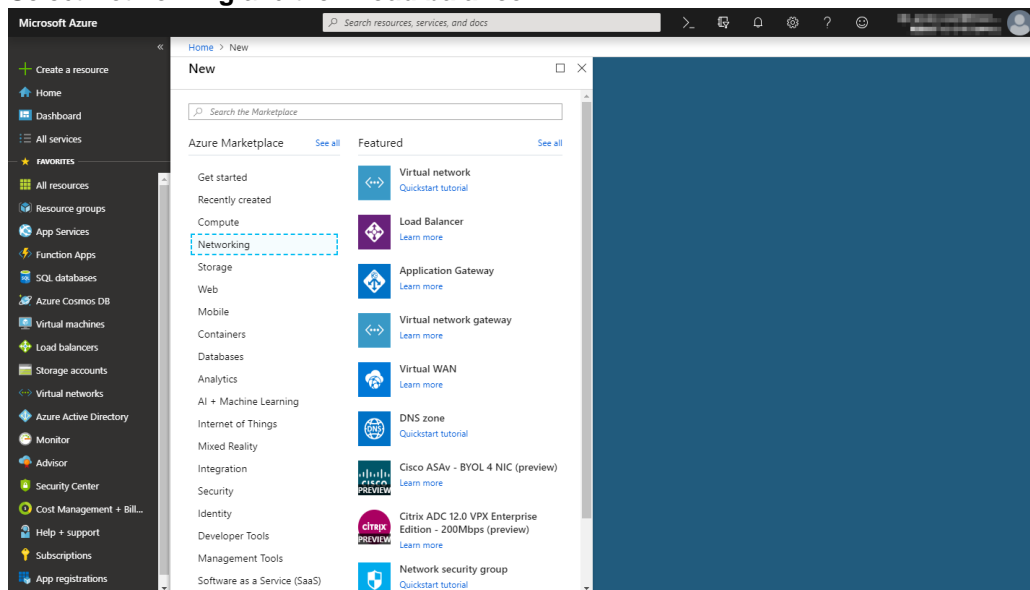 Microsoft Azure
Search resources, services, and docs
Home > New
Create a resource
Home
Dashboard
All services
FAVORITES
All resources
Resource groups
App Services
Function Apps
SQL databases
Azure Cosmos DB
Virtual machines
Load balancers
Storage accounts
Virtual networks
Azure Active Directory
Monitor
Advisor
Security Center
Cost Management + Bill...
Help + support
Subscriptions
App registrations
New
Search the Marketplace
Azure Marketplace See all
Get started
Recently created
Compute
Networking
Storage
Web
Mobile
Containers
Databases
Analytics
AI + Machine Learning
Internet of Things
Mixed Reality
Integration
Security
Identity
Developer Tools
Management Tools
Software as a Service (SaaS)
Featured See all
Virtual network
Quickstart tutorial
Load Balancer
Learn more
Application Gateway
Learn more
Virtual network gateway
Learn more
Virtual WAN
Learn more
DNS
DNS zone
Quickstart tutorial
CISCO
PREVIEW
Cisco ASAv - BYOL 4 NIC (preview)
Learn more
citrix
PREVIEW
Citrix ADC 12.0 VPX Enterprise
Edition - 200Mbps (preview)
Learn more
Network security group
Quickstart tutorial